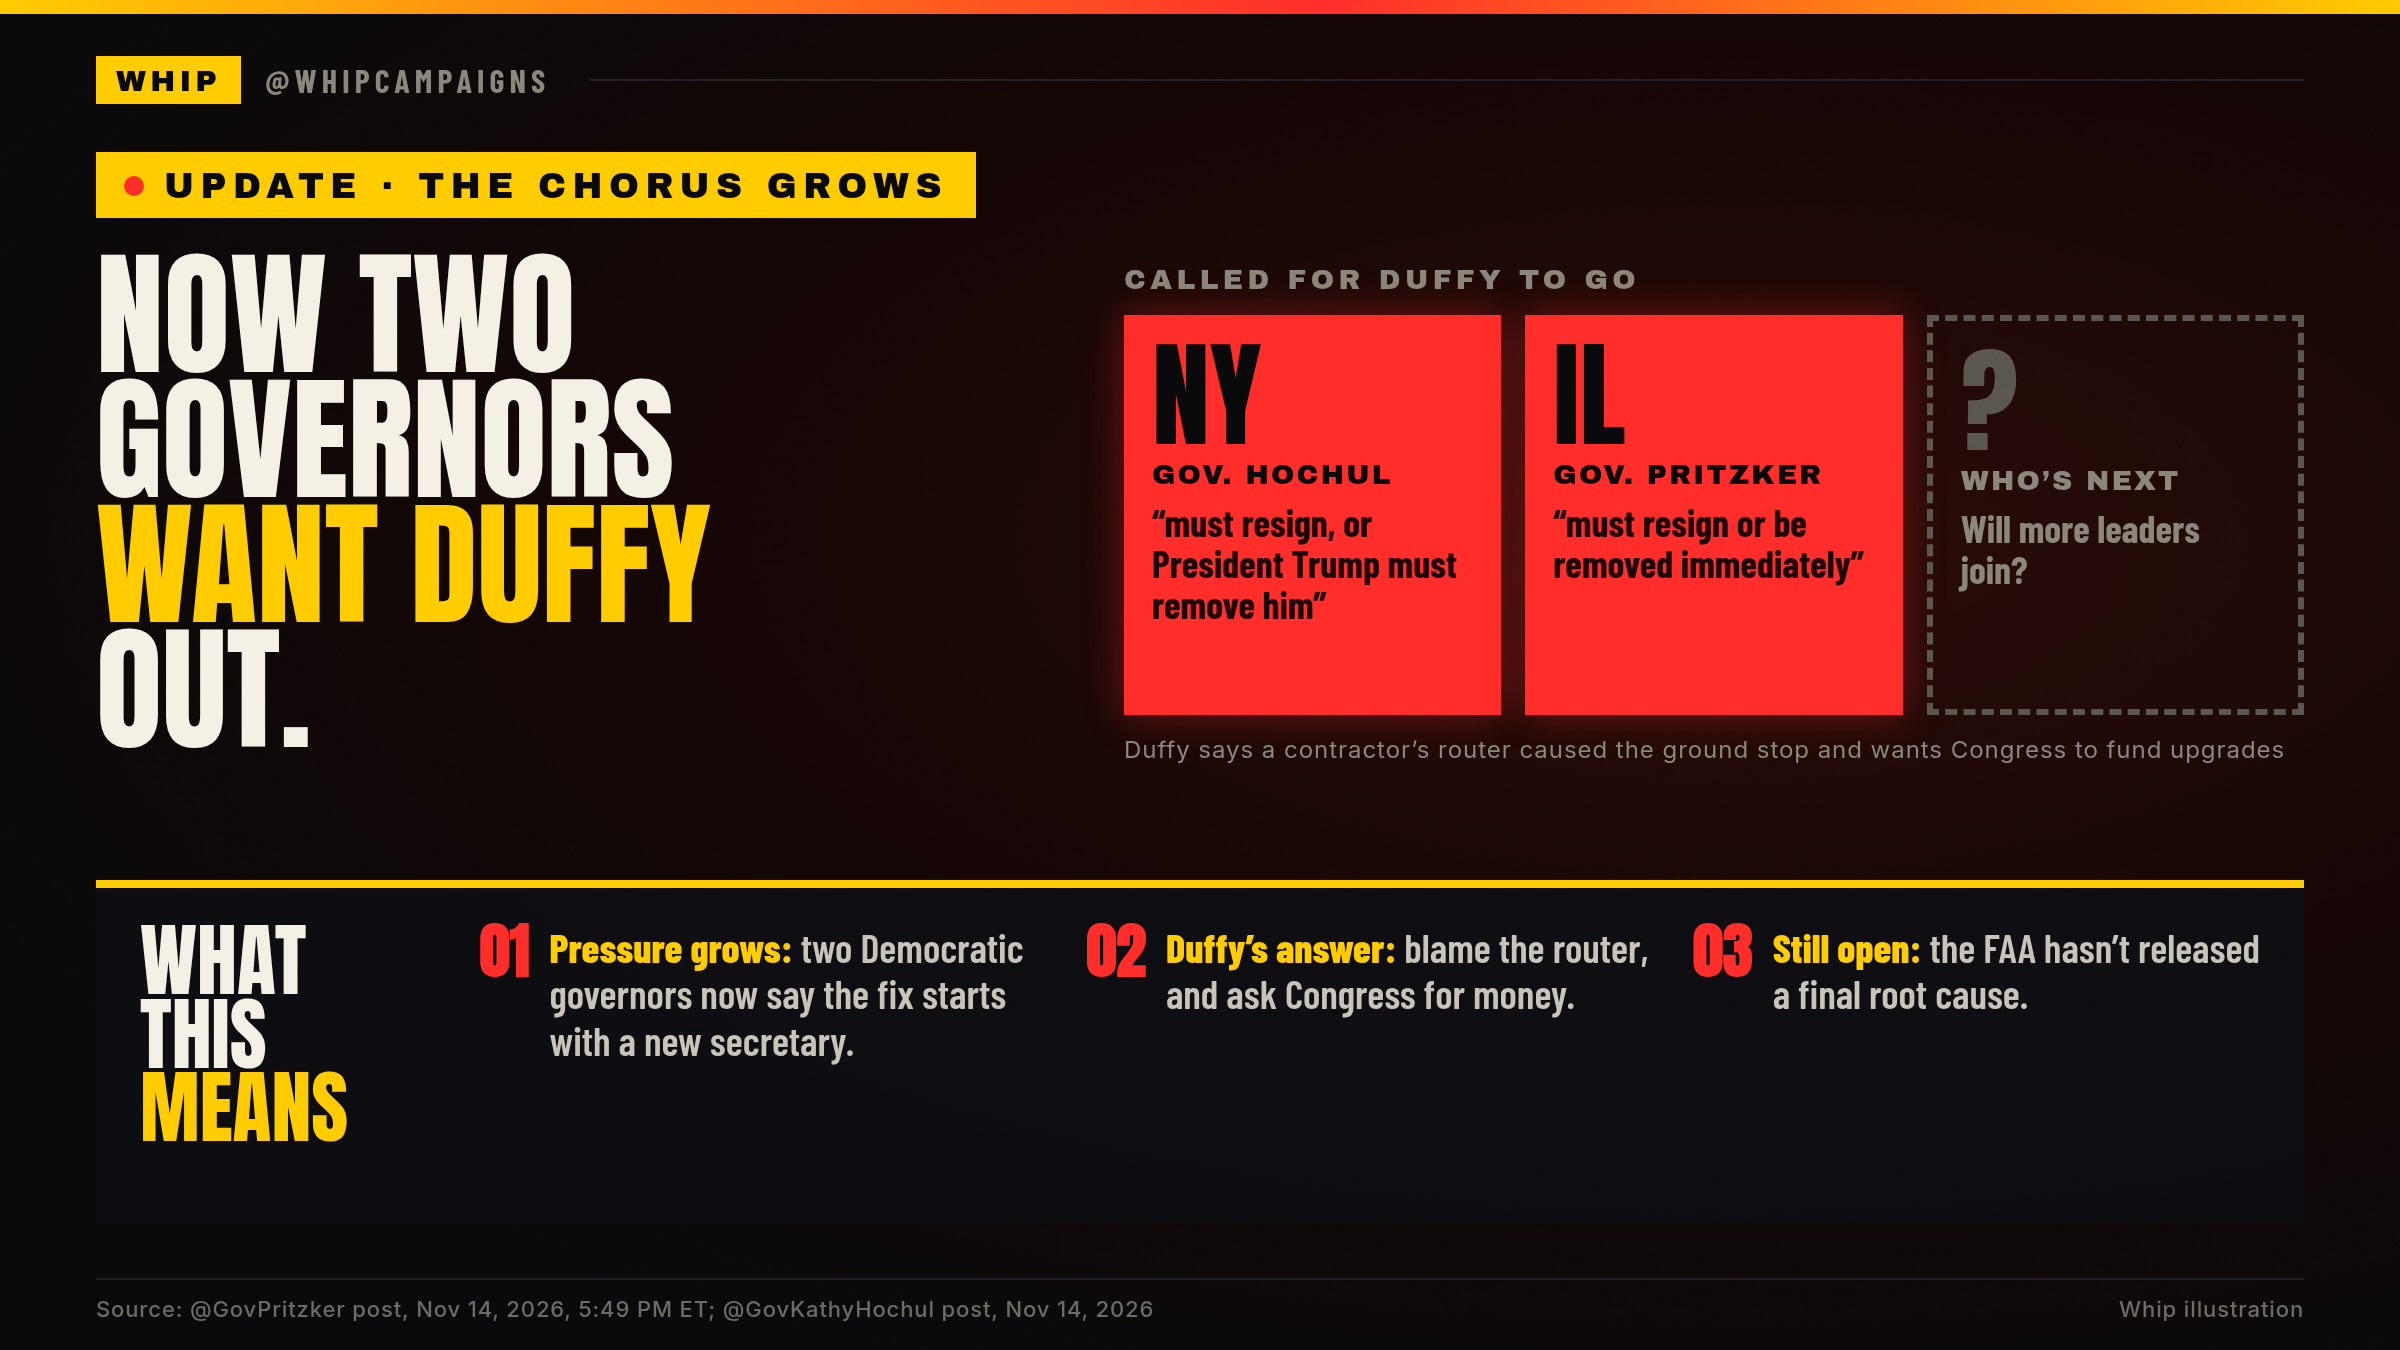 WHIP @WHIPCAMPAIGNS
UPDATE · THE CHORUS GROWS
NOW TWO
GOVERNORS
WANT DUFFY
OUT.
CALLED FOR DUFFY TO GO
NY
GOV. HOCHUL
“must resign, or
President Trump must
remove him”
IL
GOV. PRITZKER
“must resign or be
removed immediately”
?
WHO’S NEXT
Will more leaders
join?
Duffy says a contractor’s router caused the ground stop and wants Congress to fund upgrades
WHAT
THIS
MEANS
01 Pressure grows: two Democratic
governors now say the fix starts
with a new secretary.
02 Duffy’s answer: blame the router,
and ask Congress for money.
03 Still open: the FAA hasn’t released
a final root cause.
Source: @GovPritzker post, Nov 14, 2026, 5:49 PM ET; @GovKathyHochul post, Nov 14, 2026
Whip illustration